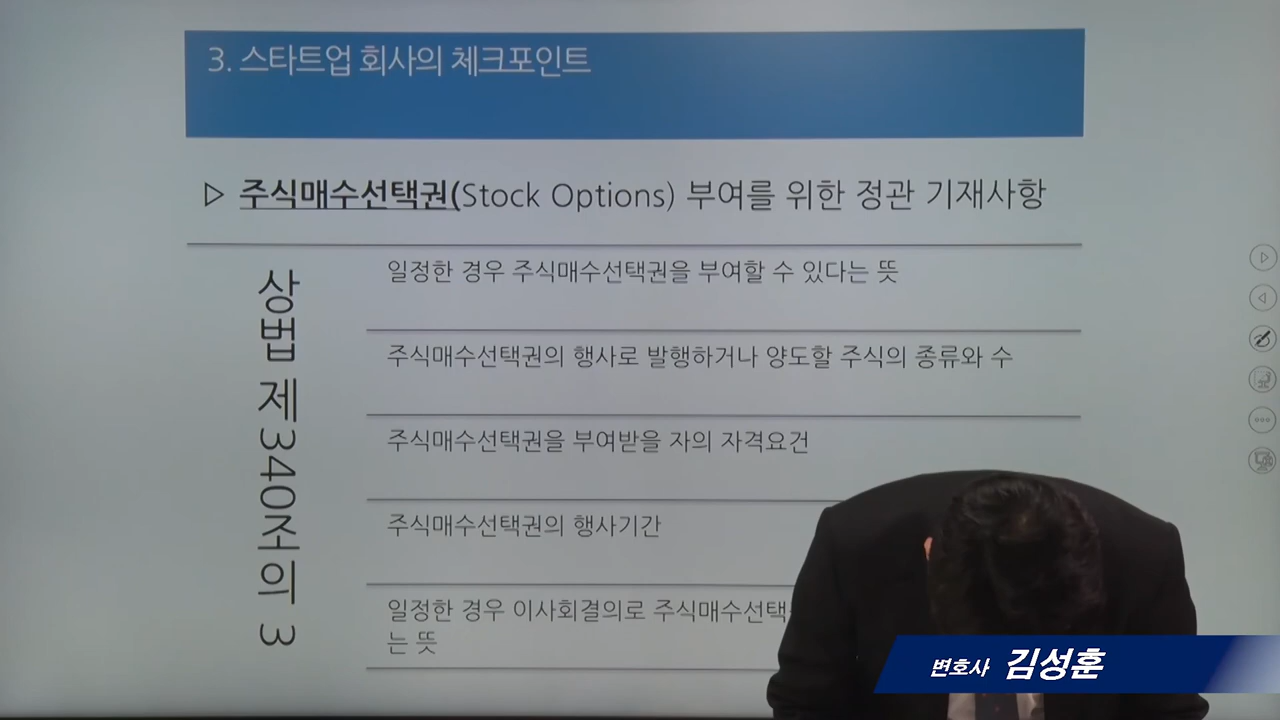 3. 스타트업 회사의 체크포인트
▷ 주식매수선택권(Stock Options) 부여를 위한 정관 기재사항
상법 제340조의 3
일정한 경우 주식매수선택권을 부여할 수 있다는 뜻
주식매수선택권의 행사로 발행하거나 양도할 주식의 종류와 수
주식매수선택권을 부여받을 자의 자격요건
주식매수선택권의 행사기간
일정한 경우 이사회결의로 주식매수선택
는 뜻
변호사 김성훈